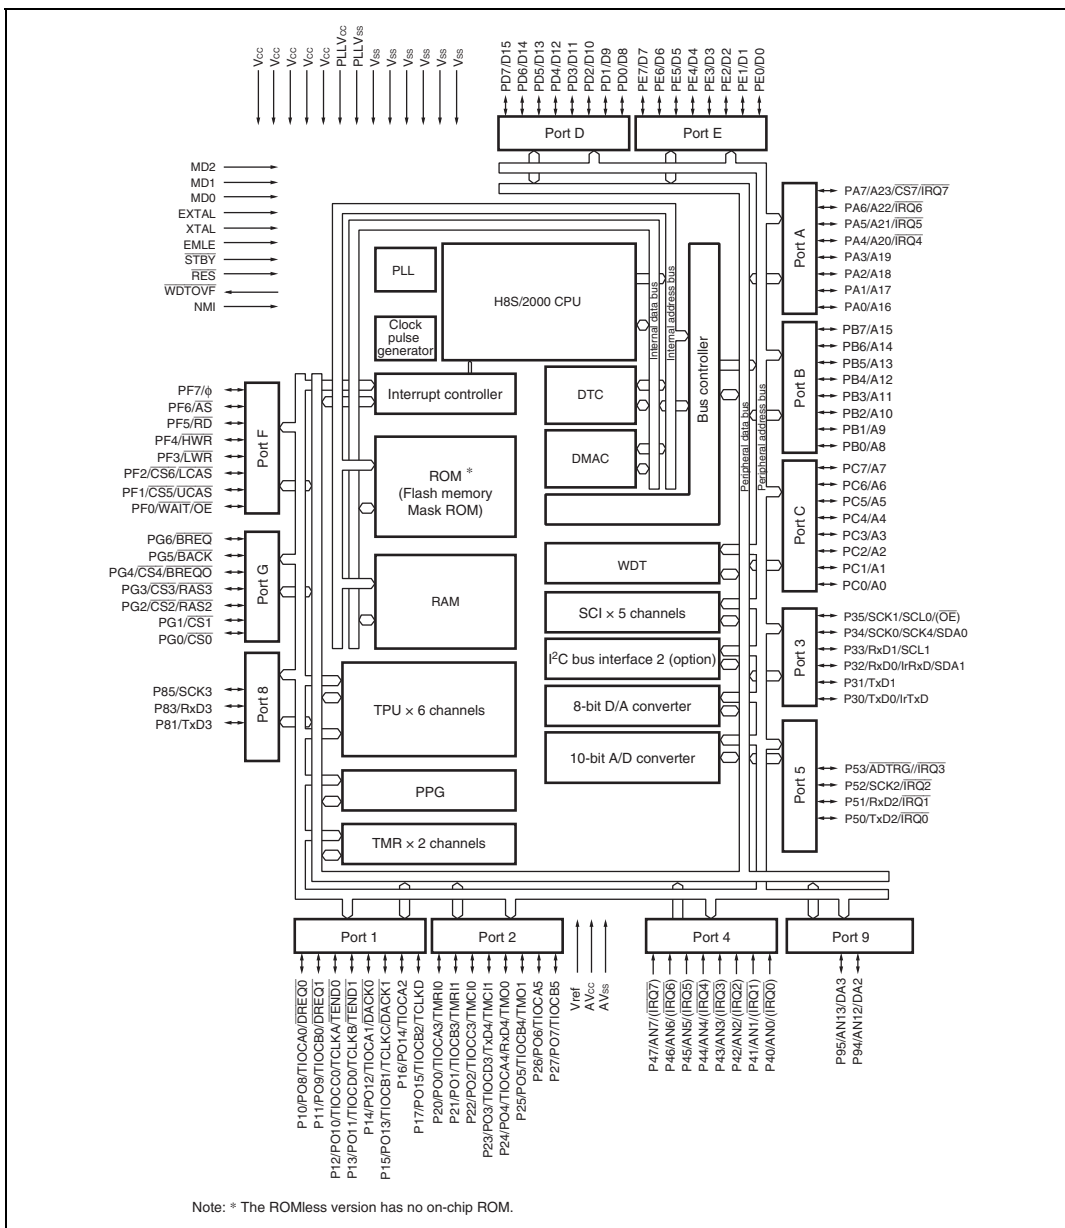 Vcc
Vcc
Vcc
Vcc
Vcc
PLLVcc
PLLVss
Vss
Vss
Vss
Vss
Vss
Vss
PD7/D15
PD6/D14
PD5/D13
PD4/D12
PD3/D11
PD2/D10
PD1/D9
PD0/D8
PE7/D7
PE6/D6
PE5/D5
PE4/D4
PE3/D3
PE2/D2
PE1/D1
PE0/D0
Port D
Port E
MD2
MD1
MD0
EXTAL
XTAL
EMLE
STBY
RES
WDTOVF
NMI
PLL
Clock
pulse
generator
H8S/2000 CPU
Interrupt controller
ROM *
(Flash memory
Mask ROM)
RAM
TPU × 6 channels
PPG
TMR × 2 channels
DTC
DMAC
Internal data bus
Internal address bus
Bus controller
Peripheral data bus
Peripheral address bus
WDT
SCI × 5 channels
I2C bus interface 2 (option)
8-bit D/A converter
10-bit A/D converter
Port A
PA7/A23/CS7/IRQ7
PA6/A22/IRQ6
PA5/A21/IRQ5
PA4/A20/IRQ4
PA3/A19
PA2/A18
PA1/A17
PA0/A16
Port B
PB7/A15
PB6/A14
PB5/A13
PB4/A12
PB3/A11
PB2/A10
PB1/A9
PB0/A8
Port C
PC7/A7
PC6/A6
PC5/A5
PC4/A4
PC3/A3
PC2/A2
PC1/A1
PC0/A0
Port 3
P35/SCK1/SCL0/(OE)
P34/SCK0/SCK4/SDA0
P33/RxD1/SCL1
P32/RxD0/IrRxD/SDA1
P31/TxD1
P30/TxD0/IrTxD
Port 5
P53/ADTRG//IRQ3
P52/SCK2/IRQ2
P51/RxD2/IRQ1
P50/TxD2/IRQ0
PF7/ϕ
PF6/AS
PF5/RD
PF4/HWR
PF3/LWR
PF2/CS6/LCAS
PF1/CS5/UCAS
PF0/WAIT/OE
Port F
PG6/BREQ
PG5/BACK
PG4/CS4/BREQO
PG3/CS3/RAS3
PG2/CS2/RAS2
PG1/CS1
PG0/CS0
Port G
P85/SCK3
P83/RxD3
P81/TxD3
Port 8
Port 1
Port 2
Port 4
Port 9
P10/PO8/TIOCA0/DREQ0
P11/PO9/TIOCB0/DREQ1
P12/PO10/TIOCC0/TCLKA/TEND0
P13/PO11/TIOCD0/TCLKB/TEND1
P14/PO12/TIOCA1/DACK0
P15/PO13/TIOCB1/TCLKC/DACK1
P16/PO14/TIOCA2
P17/PO15/TIOCB2/TCLKD
P20/PO0/TIOCA3/TMRI0
P21/PO1/TIOCB3/TMRI1
P22/PO2/TIOCC3/TMCI0
P23/PO3/TIOCD3/TxD4/TMCI1
P24/PO4/TIOCA4/RxD4/TMO0
P25/PO5/TIOCB4/TMO1
P26/PO6/TIOCA5
P27/PO7/TIOCB5
Vref
AVcc
AVss
P47/AN7/(IRQ7)
P46/AN6/(IRQ6)
P45/AN5/(IRQ5)
P44/AN4/(IRQ4)
P43/AN3/(IRQ3)
P42/AN2/(IRQ2)
P41/AN1/(IRQ1)
P40/AN0/(IRQ0)
P95/AN13/DA3
P94/AN12/DA2
Note: * The ROMless version has no on-chip ROM.